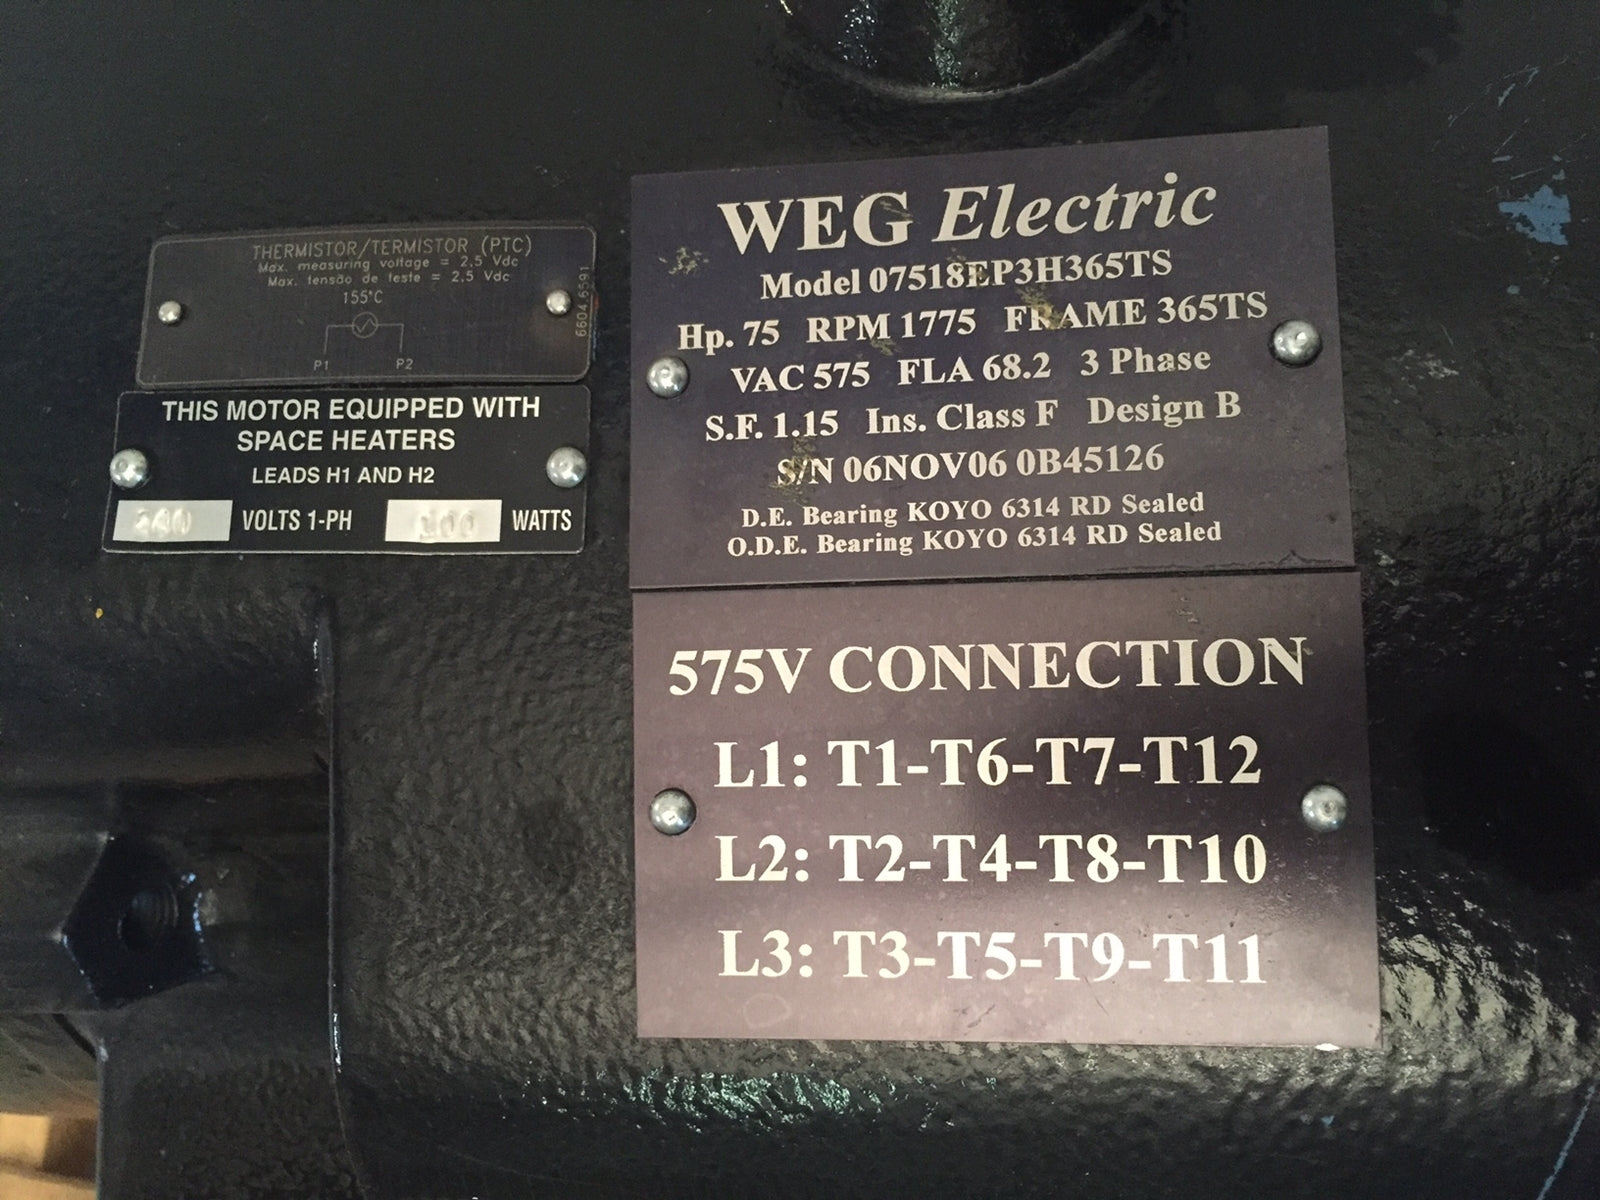 THERMISTOR/TERMISTOR (PTC)
Max. measuring voltage = 2,5 Vdc
Max. tensão de teste = 2,5 Vdc
155°C
P1 P2
6604.6591
THIS MOTOR EQUIPPED WITH
SPACE HEATERS
LEADS H1 AND H2
VOLTS 1-PH 100 WATTS
WEG Electric
Model 07518EP3H365TS
Hp. 75 RPM 1775 FRAME 365TS
VAC 575 FLA 68.2 3 Phase
S.F. 1.15 Ins. Class F Design B
S/N 06NOV06 0B45126
D.E. Bearing KOYO 6314 RD Sealed
O.D.E. Bearing KOYO 6314 RD Sealed
575V CONNECTION
L1: T1-T6-T7-T12
L2: T2-T4-T8-T10
L3: T3-T5-T9-T11